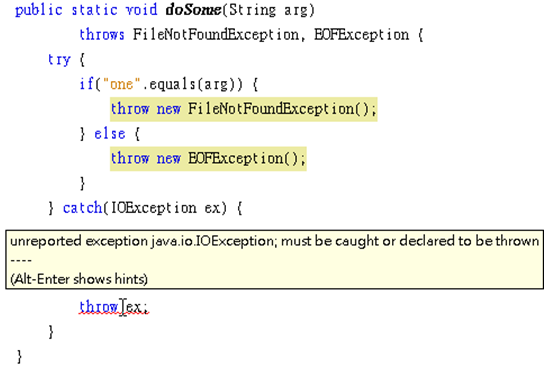 public static void doSome(String arg)
throws FileNotFoundException, EOFException {
try {
if("one".equals(arg)) {
throw new FileNotFoundException();
} else {
throw new EOFException();
}
} catch(IOException ex) {
unreported exception java.io.IOException; must be caught or declared to be thrown
----
(Alt-Enter shows hints)
throw ex;
}
}